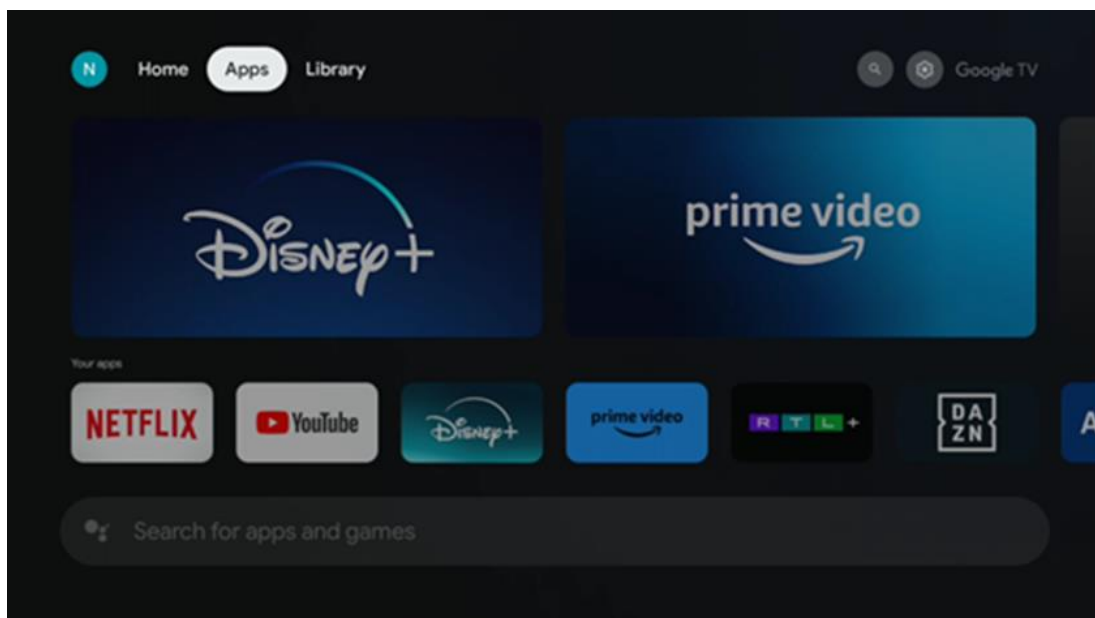 N Home Apps Library Google TV
Disney+ prime video
Your apps
NETFLIX YouTube Disney+ prime video RTL+ DAZN A
Search for apps and games